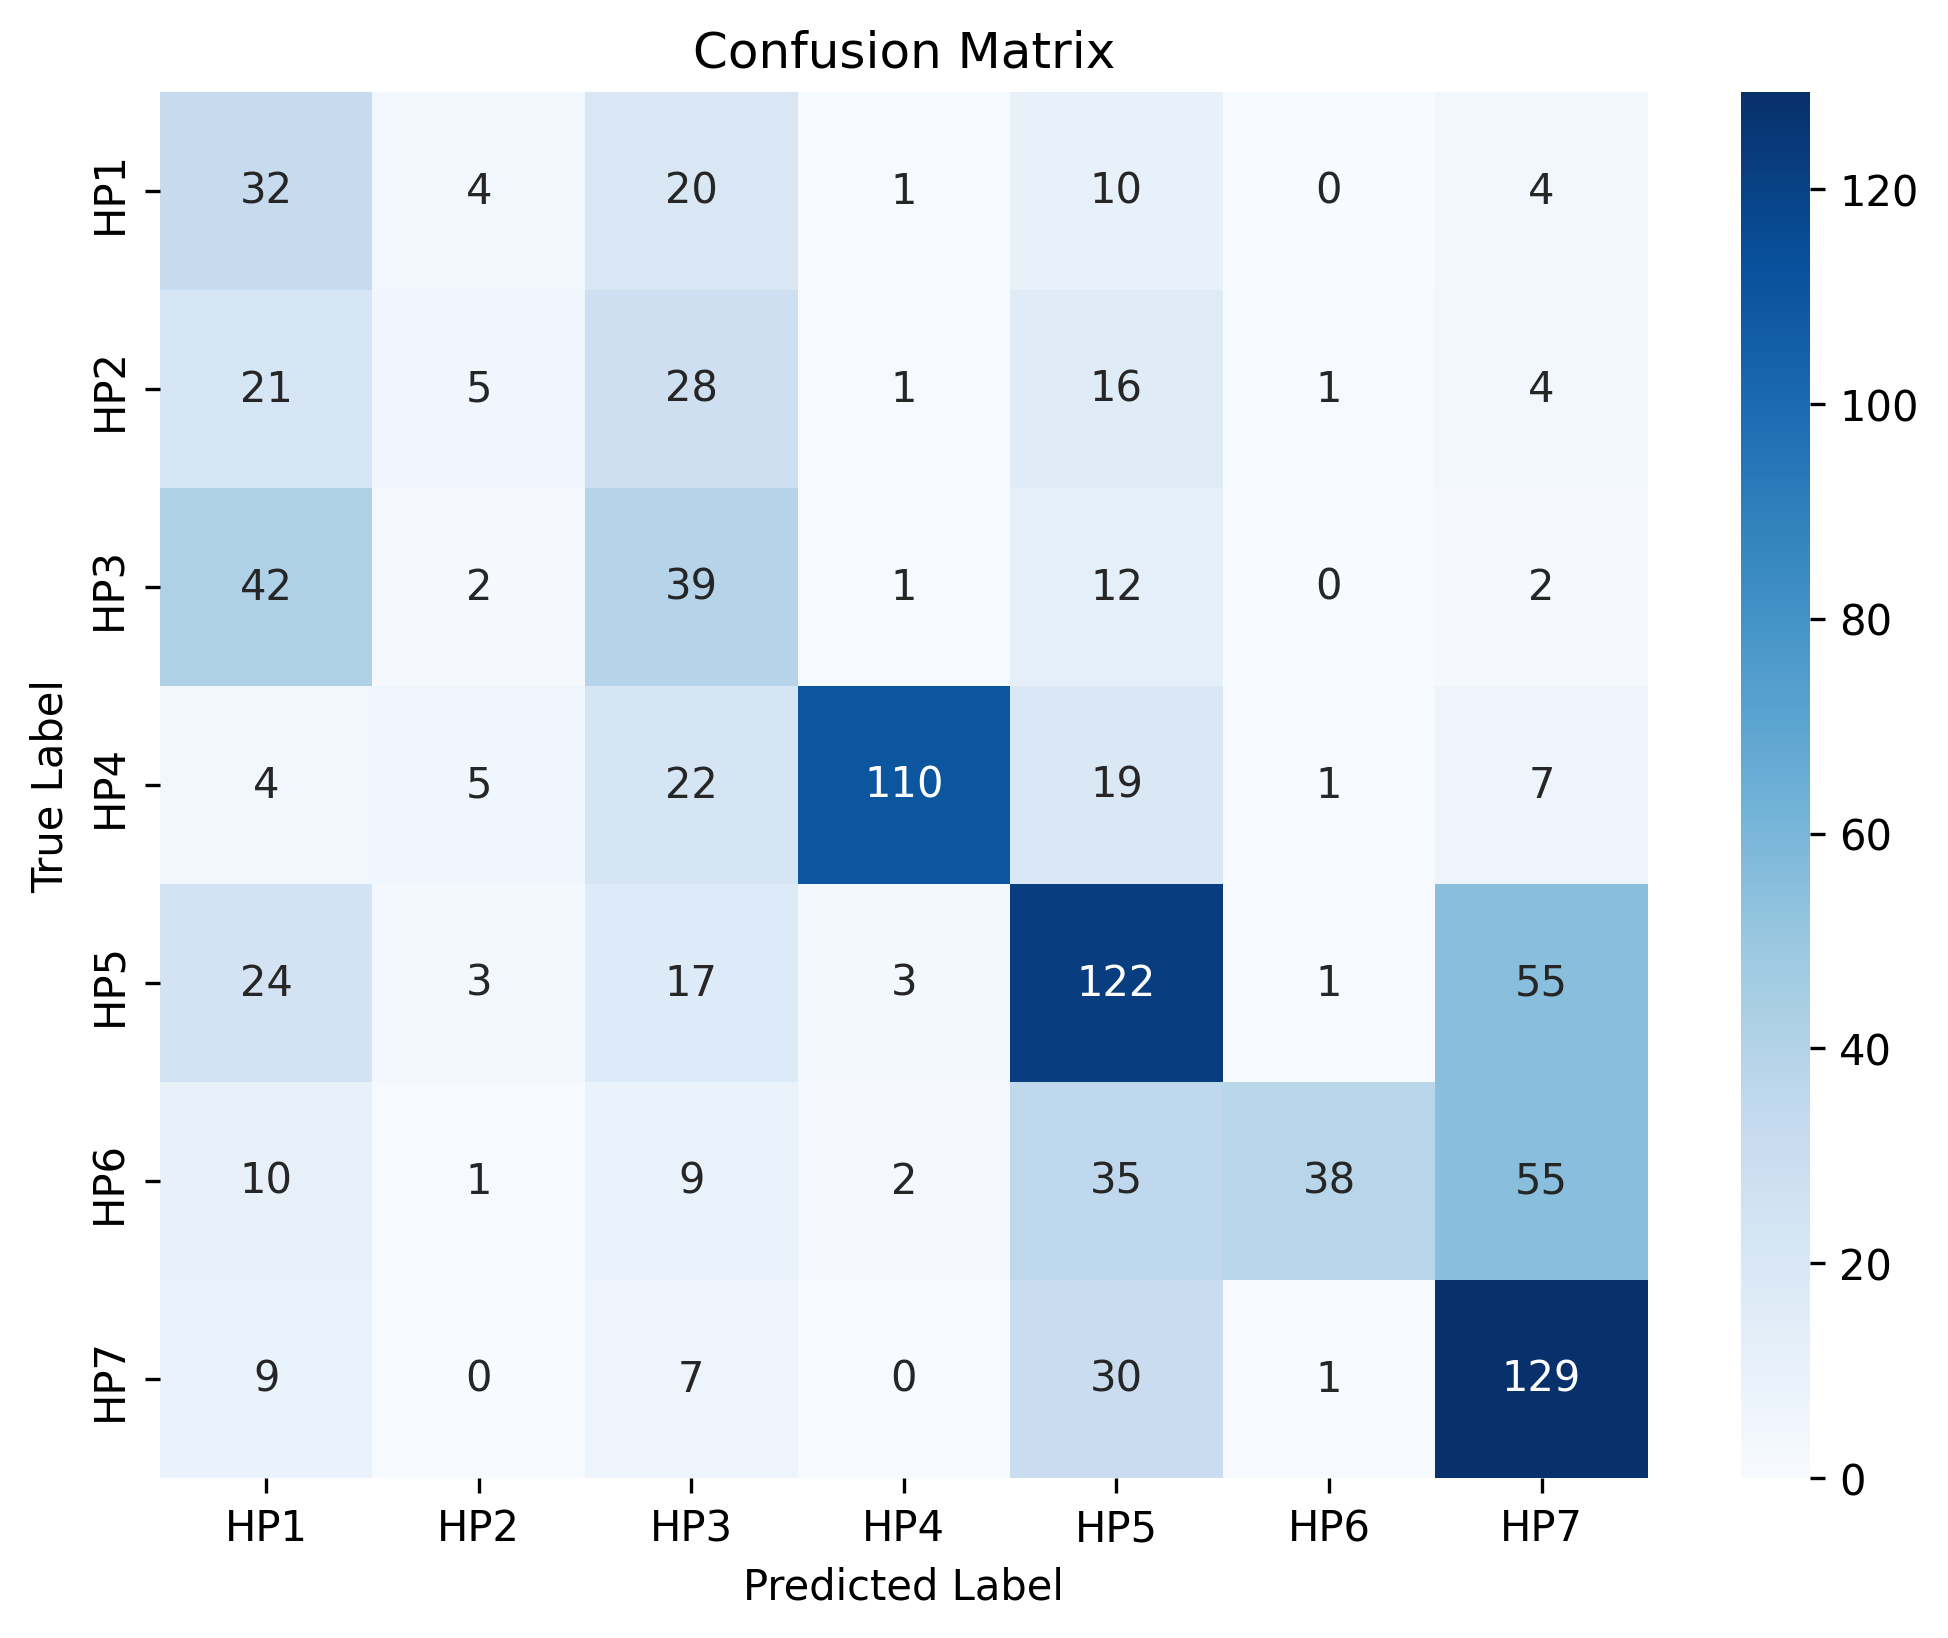 Confusion Matrix
True Label
HP1 32 4 20 1 10 0 4
HP2 21 5 28 1 16 1 4
HP3 42 2 39 1 12 0 2
HP4 4 5 22 110 19 1 7
HP5 24 3 17 3 122 1 55
HP6 10 1 9 2 35 38 55
HP7 9 0 7 0 30 1 129
HP1 HP2 HP3 HP4 HP5 HP6 HP7
Predicted Label
120
100
80
60
40
20
0